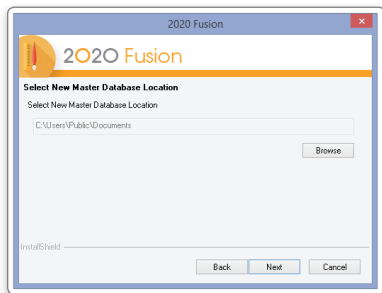 2020 Fusion
2020 Fusion
Select New Master Database Location
Select New Master Database Location
C:\Users\Public\Documents
Browse
InstallShield
Back Next Cancel